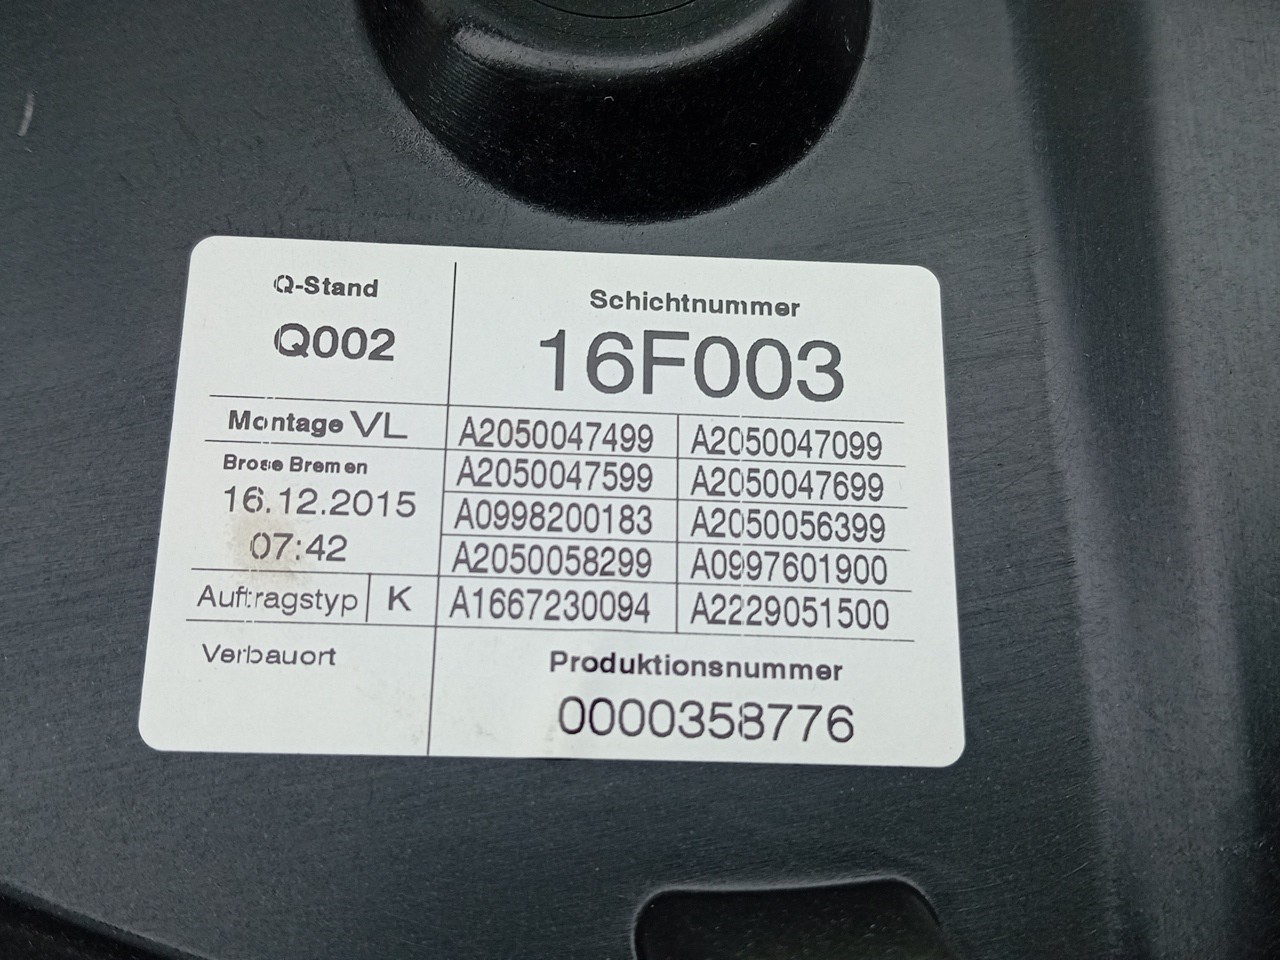 Q-Stand
Q002
Schichtnummer
16F003
Montage VL
Brose Bremen
16.12.2015
07:42
Auftragstyp K
Verbauort
A2050047499 A2050047099
A2050047599 A2050047699
A0998200183 A2050056399
A2050058299 A0997601900
A1667230094 A2229051500
Produktionsnummer
0000358776